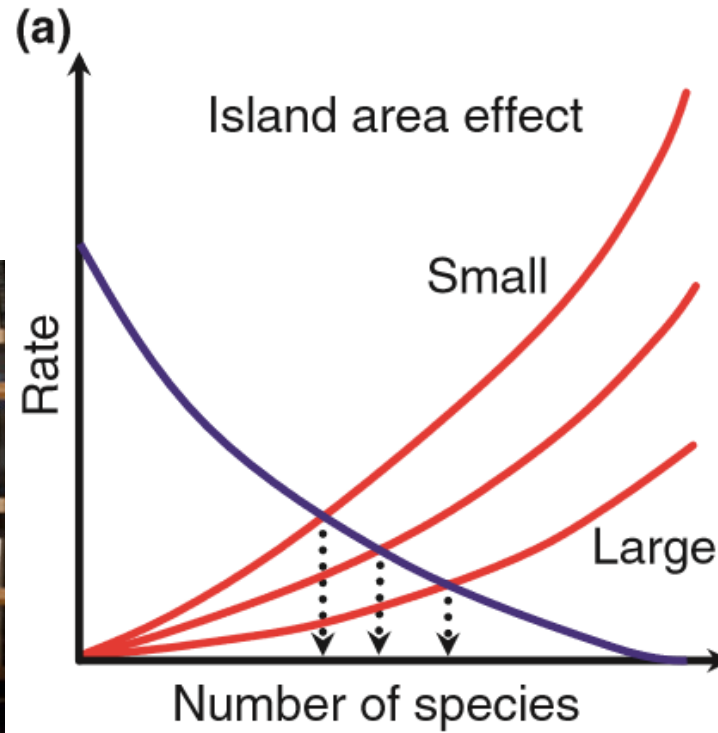 (a)
Island area effect
Small
Rate
Large
Number of species